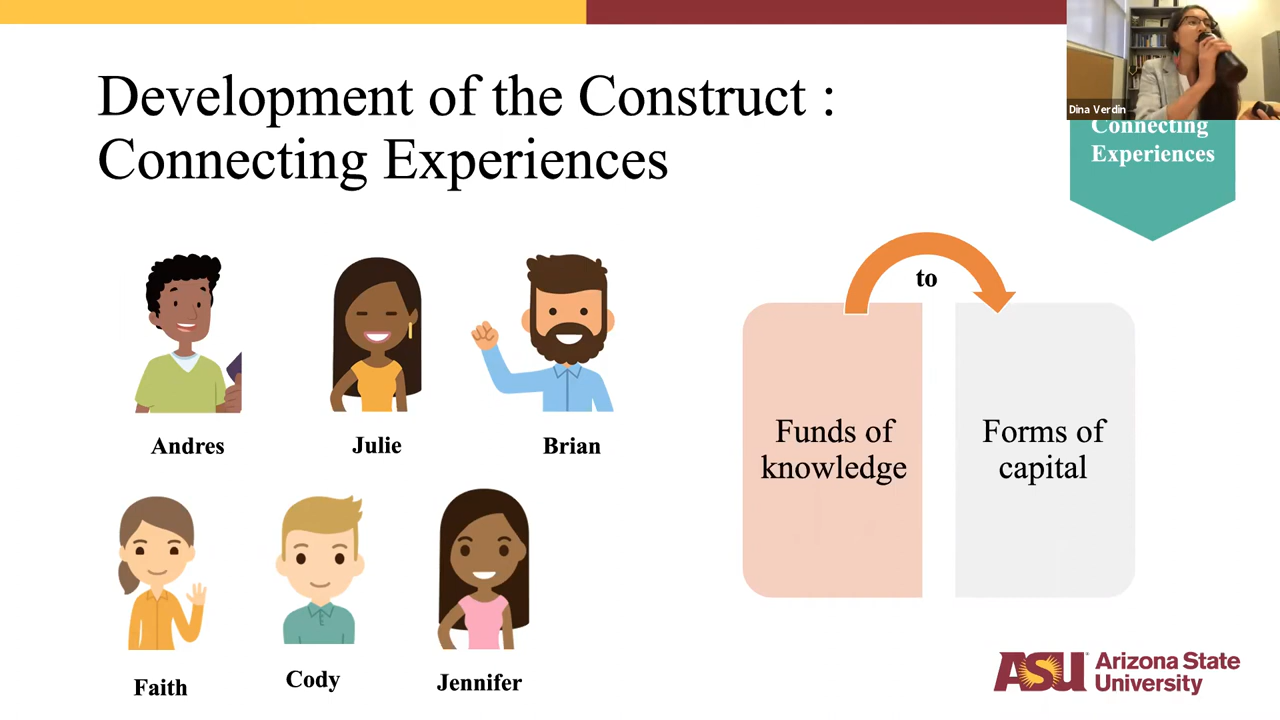 Development of the Construct :
Connecting Experiences
Dina Verdin
Connecting
Experiences
to
Funds of
knowledge
Forms of
capital
Andres
Julie
Brian
Faith
Cody
Jennifer
ASU Arizona State
University